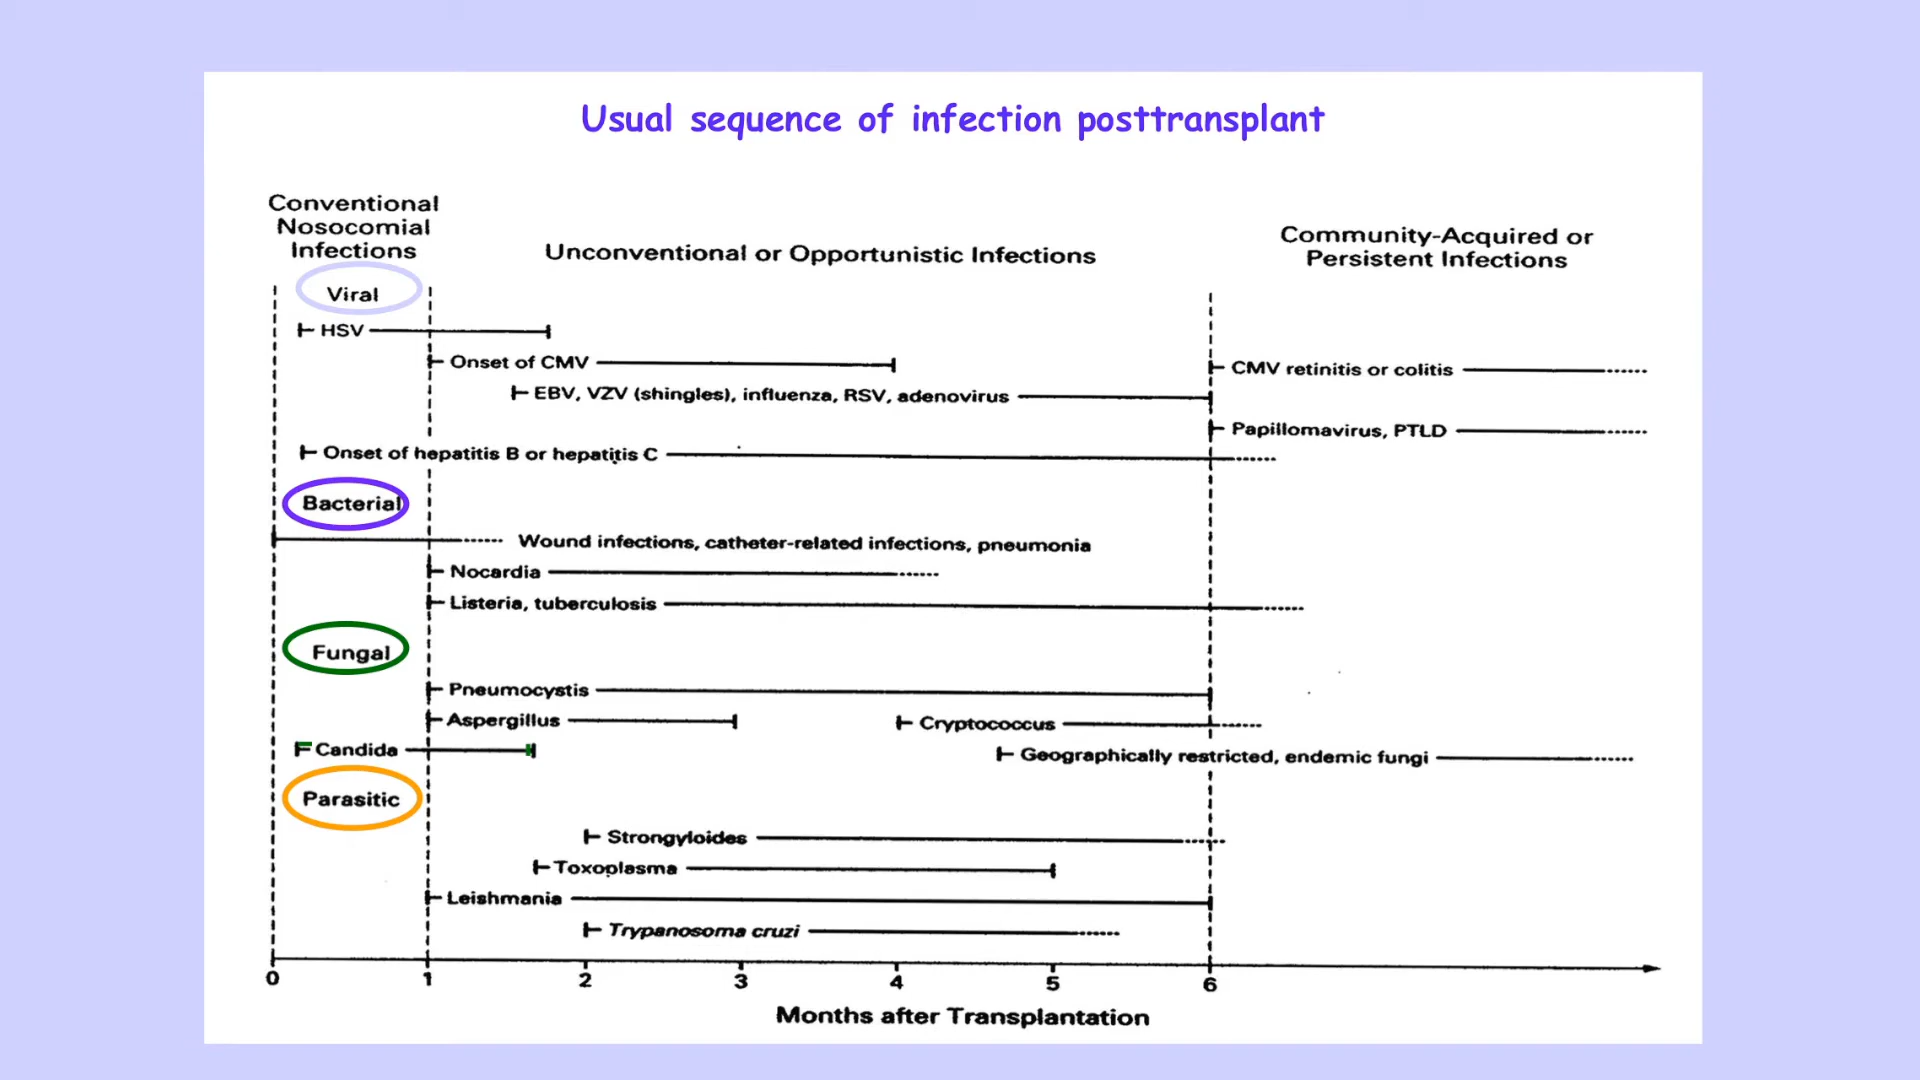 Usual sequence of infection posttransplant
Conventional
Nosocomial
Infections
Unconventional or Opportunistic Infections
Community-Acquired or
Persistent Infections
Viral
HSV
Onset of CMV
CMV retinitis or colitis
EBV, VZV (shingles), influenza, RSV, adenovirus
Papillomavirus, PTLD
Onset of hepatitis B or hepatitis C
Bacterial
Wound infections, catheter-related infections, pneumonia
Nocardia
Listeria, tuberculosis
Fungal
Pneumocystis
Aspergillus
Cryptococcus
Candida
Geographically restricted, endemic fungi
Parasitic
Strongyloides
Toxoplasma
Leishmania
Trypanosoma cruzi
0 1 2 3 4 5 6
Months after Transplantation